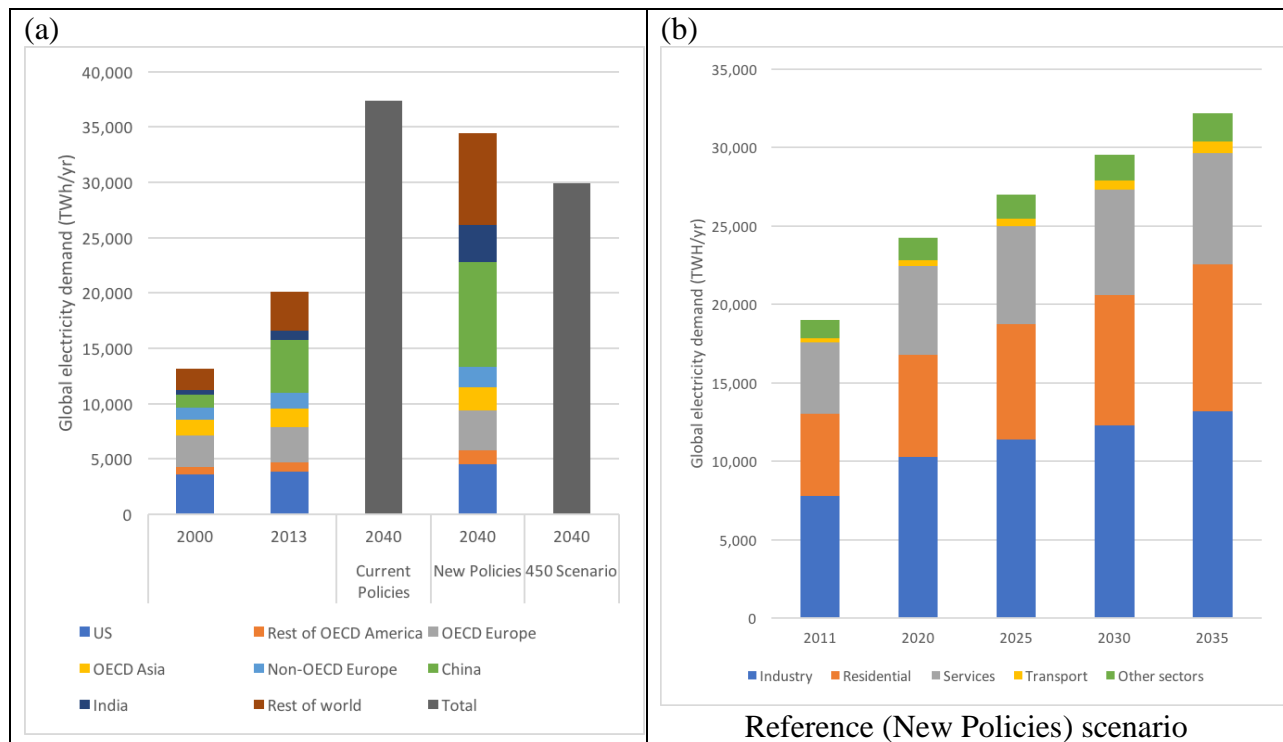 (a)
Global electricity demand (TWh/yr)
40,000
35,000
30,000
25,000
20,000
15,000
10,000
5,000
0
2000 2013 2040 2040 2040
Current Policies New Policies 450 Scenario
US Rest of OECD America OECD Europe
OECD Asia Non-OECD Europe China
India Rest of world Total
(b)
Global electricity demand (TWH/yr)
35,000
30,000
25,000
20,000
15,000
10,000
5,000
0
2011 2020 2025 2030 2035
Industry Residential Services Transport Other sectors
Reference (New Policies) scenario